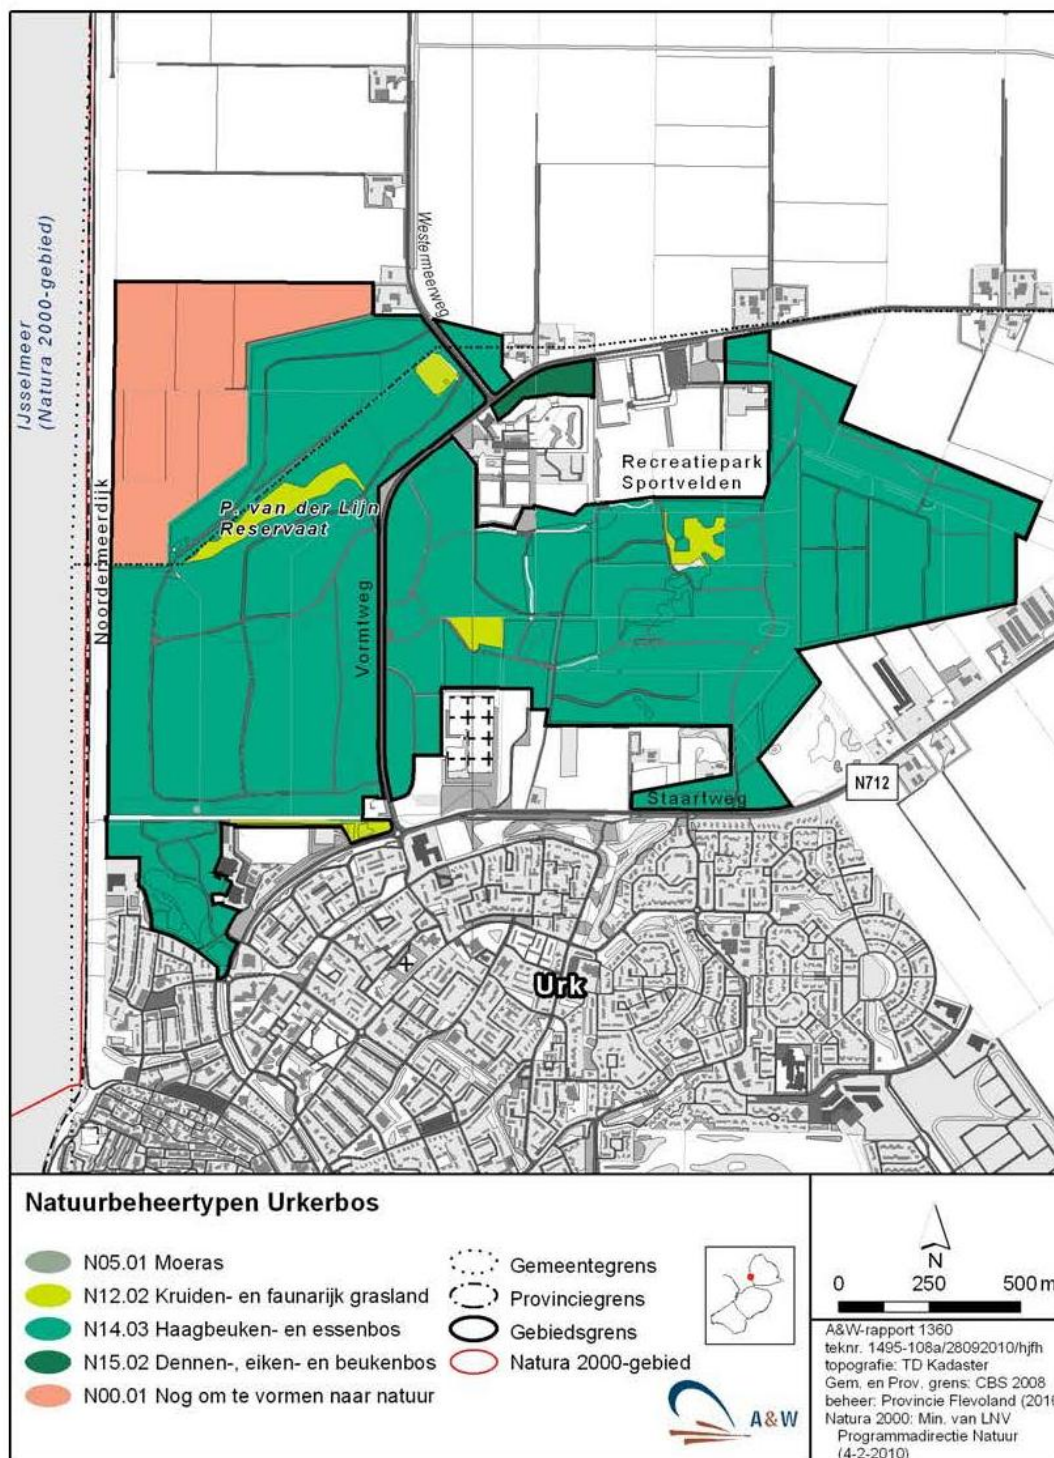 IJsselmeer
(Natura 2000-gebied)
Noordermeerdijk
Westermeerweg
P. van der Lijn
Reservaat
Vormtweg
Recreatiepark
Sportvelden
N712
Staartweg
Urk
Natuurbeheertypen Urkerbos
N05.01 Moeras
N12.02 Kruiden- en faunarijk grasland
N14.03 Haagbeuken- en essenbos
N15.02 Dennen-, eiken- en beukenbos
N00.01 Nog om te vormen naar natuur
Gemeentegrens
Provinciegrens
Gebiedsgrens
Natura 2000-gebied
A&W
N
0 250 500 m
A&W-rapport 1360
teknr. 1495-108a/28092010/hjfh
topografie: TD Kadaster
Gem. en Prov. grens: CBS 2008
beheer: Provincie Flevoland
Natura 2000: Min. van LNV
Programmadirectie Natuur
(4-2-2010)